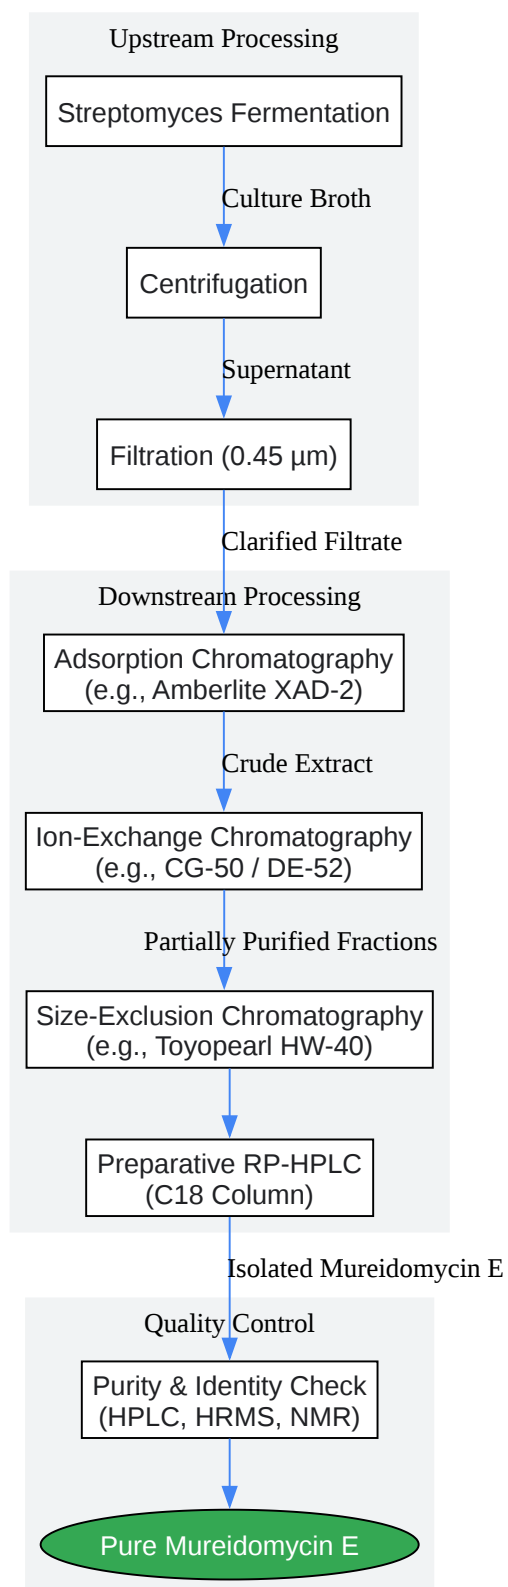 Upstream Processing
Streptomyces Fermentation
Culture Broth
Centrifugation
Supernatant
Filtration (0.45 µm)
Clarified Filtrate
Downstream Processing
Adsorption Chromatography
(e.g., Amberlite XAD-2)
Crude Extract
Ion-Exchange Chromatography
(e.g., CG-50 / DE-52)
Partially Purified Fractions
Size-Exclusion Chromatography
(e.g., Toyopearl HW-40)
Preparative RP-HPLC
(C18 Column)
Isolated Mureidomycin E
Quality Control
Purity & Identity Check
(HPLC, HRMS, NMR)
Pure Mureidomycin E